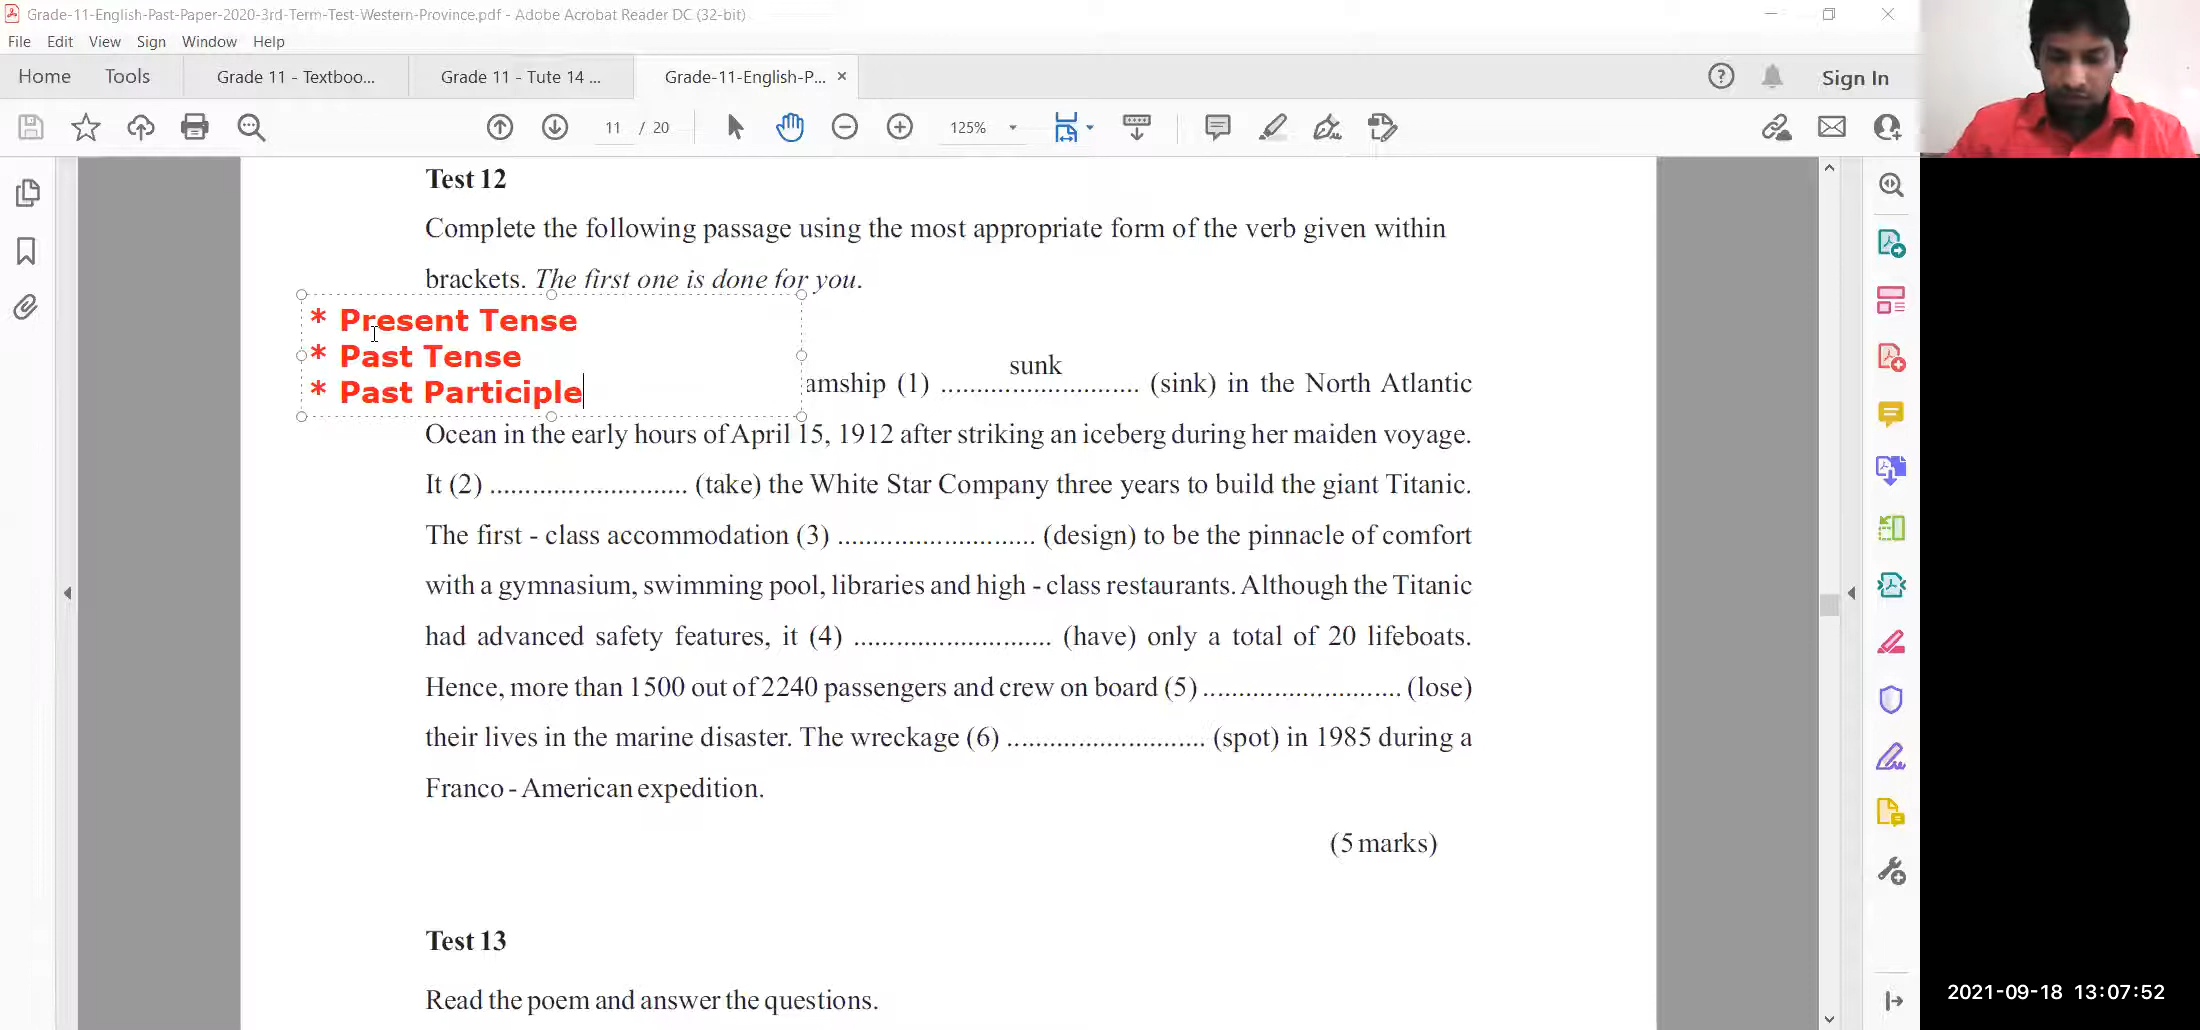 Grade-11-English-Past-Paper-2020-3rd-Term-Test-Western-Province.pdf - Adobe Acrobat Reader DC (32-bit)
File Edit View Sign Window Help
Home Tools Grade 11 - Textboo... Grade 11 - Tute 14 ... Grade-11-English-P... × Sign In
11 / 20 125%
Test 12
Complete the following passage using the most appropriate form of the verb given within
brackets. The first one is done for you.
* Present Tense
* Past Tense
* Past Participle
sunk
amship (1) ............................ (sink) in the North Atlantic
Ocean in the early hours of April 15, 1912 after striking an iceberg during her maiden voyage.
It (2) ............................ (take) the White Star Company three years to build the giant Titanic.
The first - class accommodation (3) ............................ (design) to be the pinnacle of comfort
with a gymnasium, swimming pool, libraries and high - class restaurants. Although the Titanic
had advanced safety features, it (4) ............................ (have) only a total of 20 lifeboats.
Hence, more than 1500 out of 2240 passengers and crew on board (5) ............................ (lose)
their lives in the marine disaster. The wreckage (6) ............................ (spot) in 1985 during a
Franco - American expedition.
(5 marks)
Test 13
Read the poem and answer the questions.
2021-09-18 13:07:52